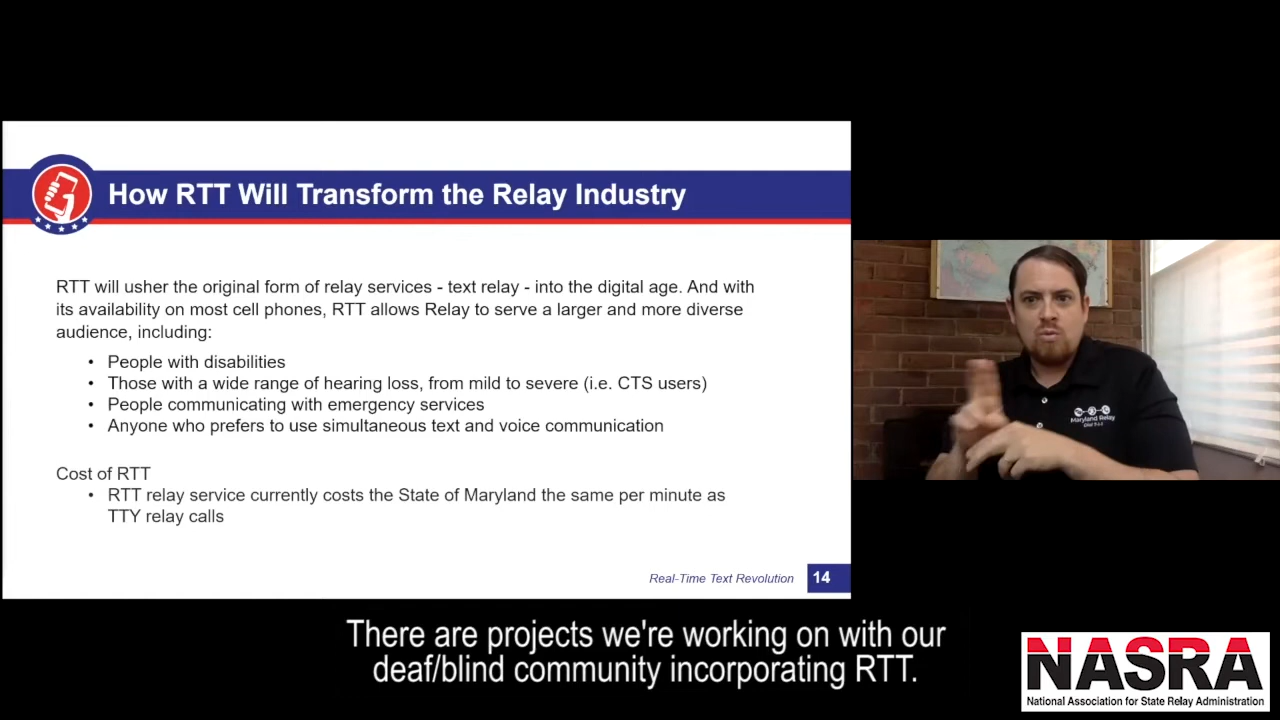 How RTT Will Transform the Relay Industry
RTT will usher the original form of relay services - text relay - into the digital age. And with
its availability on most cell phones, RTT allows Relay to serve a larger and more diverse
audience, including:
• People with disabilities
• Those with a wide range of hearing loss, from mild to severe (i.e. CTS users)
• People communicating with emergency services
• Anyone who prefers to use simultaneous text and voice communication
Cost of RTT
• RTT relay service currently costs the State of Maryland the same per minute as
TTY relay calls
Real-Time Text Revolution 14
Maryland Relay
There are projects we're working on with our
deaf/blind community incorporating RTT.
NASRA
National Association for State Relay Administration